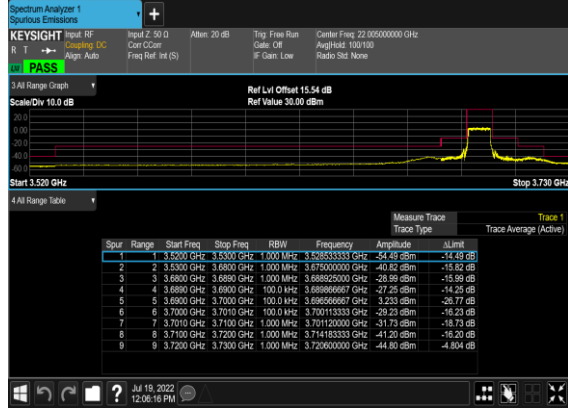 Spectrum Analyzer 1
Spurious Emissions
+
KEYSIGHT Input: RF Input Z: 50 Ω Atten: 20 dB Trig: Free Run Center Freq: 22.005000000 GHz
R T Coupling: DC Corr CCorr Gate: Off Avg|Hold: 100/100
Align: Auto Freq Ref: Int (S) IF Gain: Low Radio Std: None
PASS
3 All Range Graph
Ref Lvl Offset 15.54 dB
Scale/Div 10.0 dB Ref Value 30.00 dBm
20.0
0.00
-20.0
-40.0
-60.0
Start 3.520 GHz Stop 3.730 GHz
4 All Range Table
Measure Trace Trace 1
Trace Type Trace Average (Active)
Spur Range Start Freq Stop Freq RBW Frequency Amplitude ΔLimit
1 1 3.5200 GHz 3.5300 GHz 1.000 MHz 3.528533333 GHz -54.49 dBm -14.49 dB
2 2 3.5300 GHz 3.6800 GHz 1.000 MHz 3.675000000 GHz -40.82 dBm -15.82 dB
3 3 3.6800 GHz 3.6890 GHz 1.000 MHz 3.688925000 GHz -28.99 dBm -15.99 dB
4 4 3.6890 GHz 3.6900 GHz 100.0 kHz 3.689866667 GHz -27.25 dBm -14.25 dB
5 5 3.6900 GHz 3.7000 GHz 100.0 kHz 3.696566667 GHz 3.233 dBm -26.77 dB
6 6 3.7000 GHz 3.7010 GHz 100.0 kHz 3.700113333 GHz -29.23 dBm -16.23 dB
7 7 3.7010 GHz 3.7100 GHz 1.000 MHz 3.701120000 GHz -31.73 dBm -18.73 dB
8 8 3.7100 GHz 3.7200 GHz 1.000 MHz 3.714183333 GHz -41.20 dBm -16.20 dB
9 9 3.7200 GHz 3.7300 GHz 1.000 MHz 3.720600000 GHz -44.80 dBm -4.804 dB
? Jul 19, 2022
12:06:16 PM